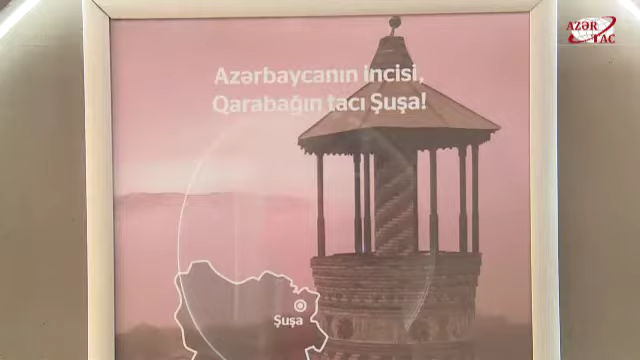 AZƏR
TAC
Azərbaycanın incisi,
Qarabağın tacı Şuşa!
Şuşa